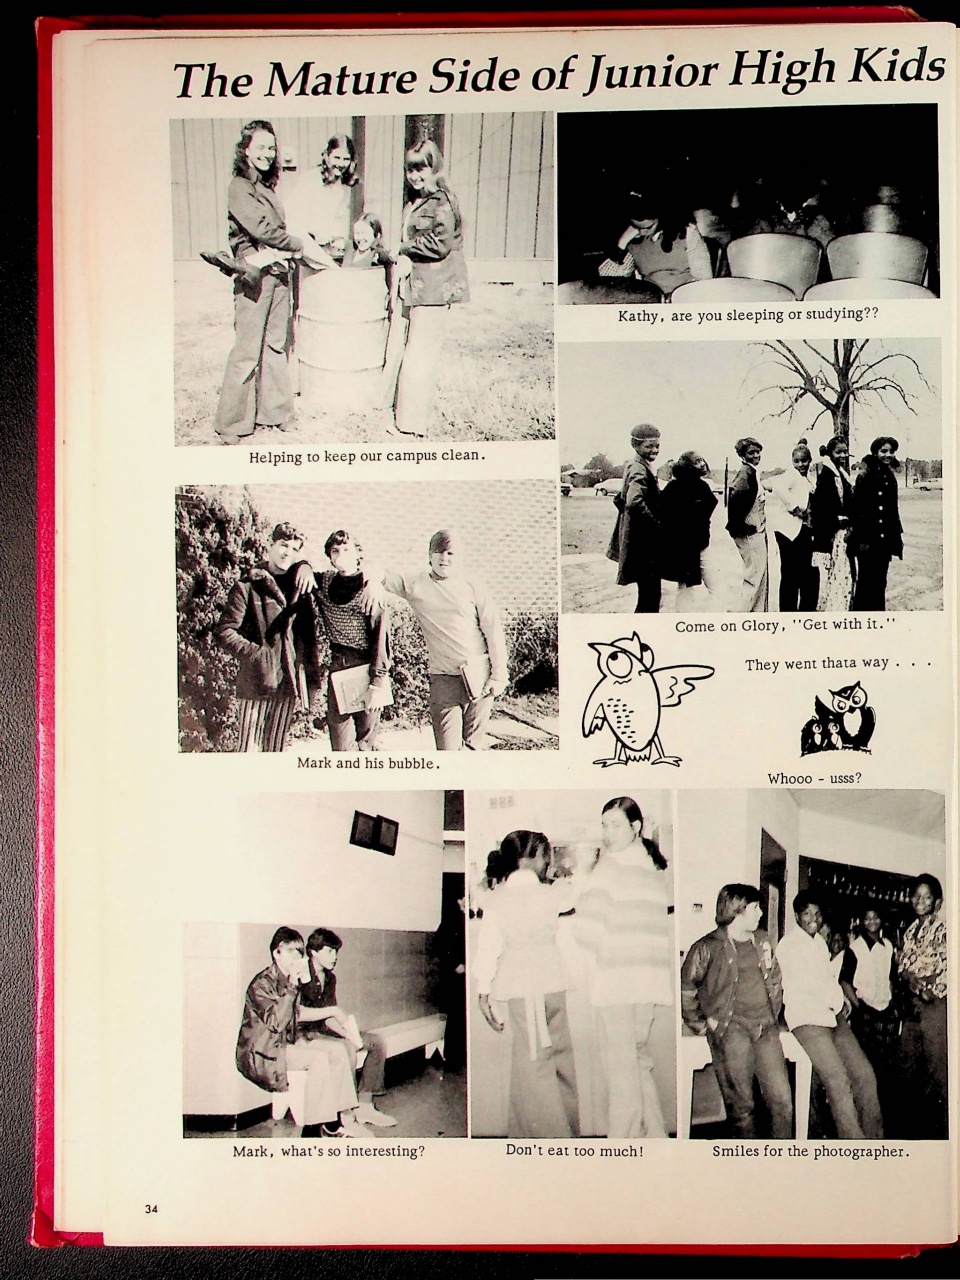 The Mature Side of Junior High Kids
Helping to keep our campus clean.
Kathy, are you sleeping or studying??
Come on Glory, "Get with it."
Mark and his bubble.
They went thata way . . .
Whooo - usss?
Mark, what's so interesting?
Don't eat too much!
Smiles for the photographer.
34